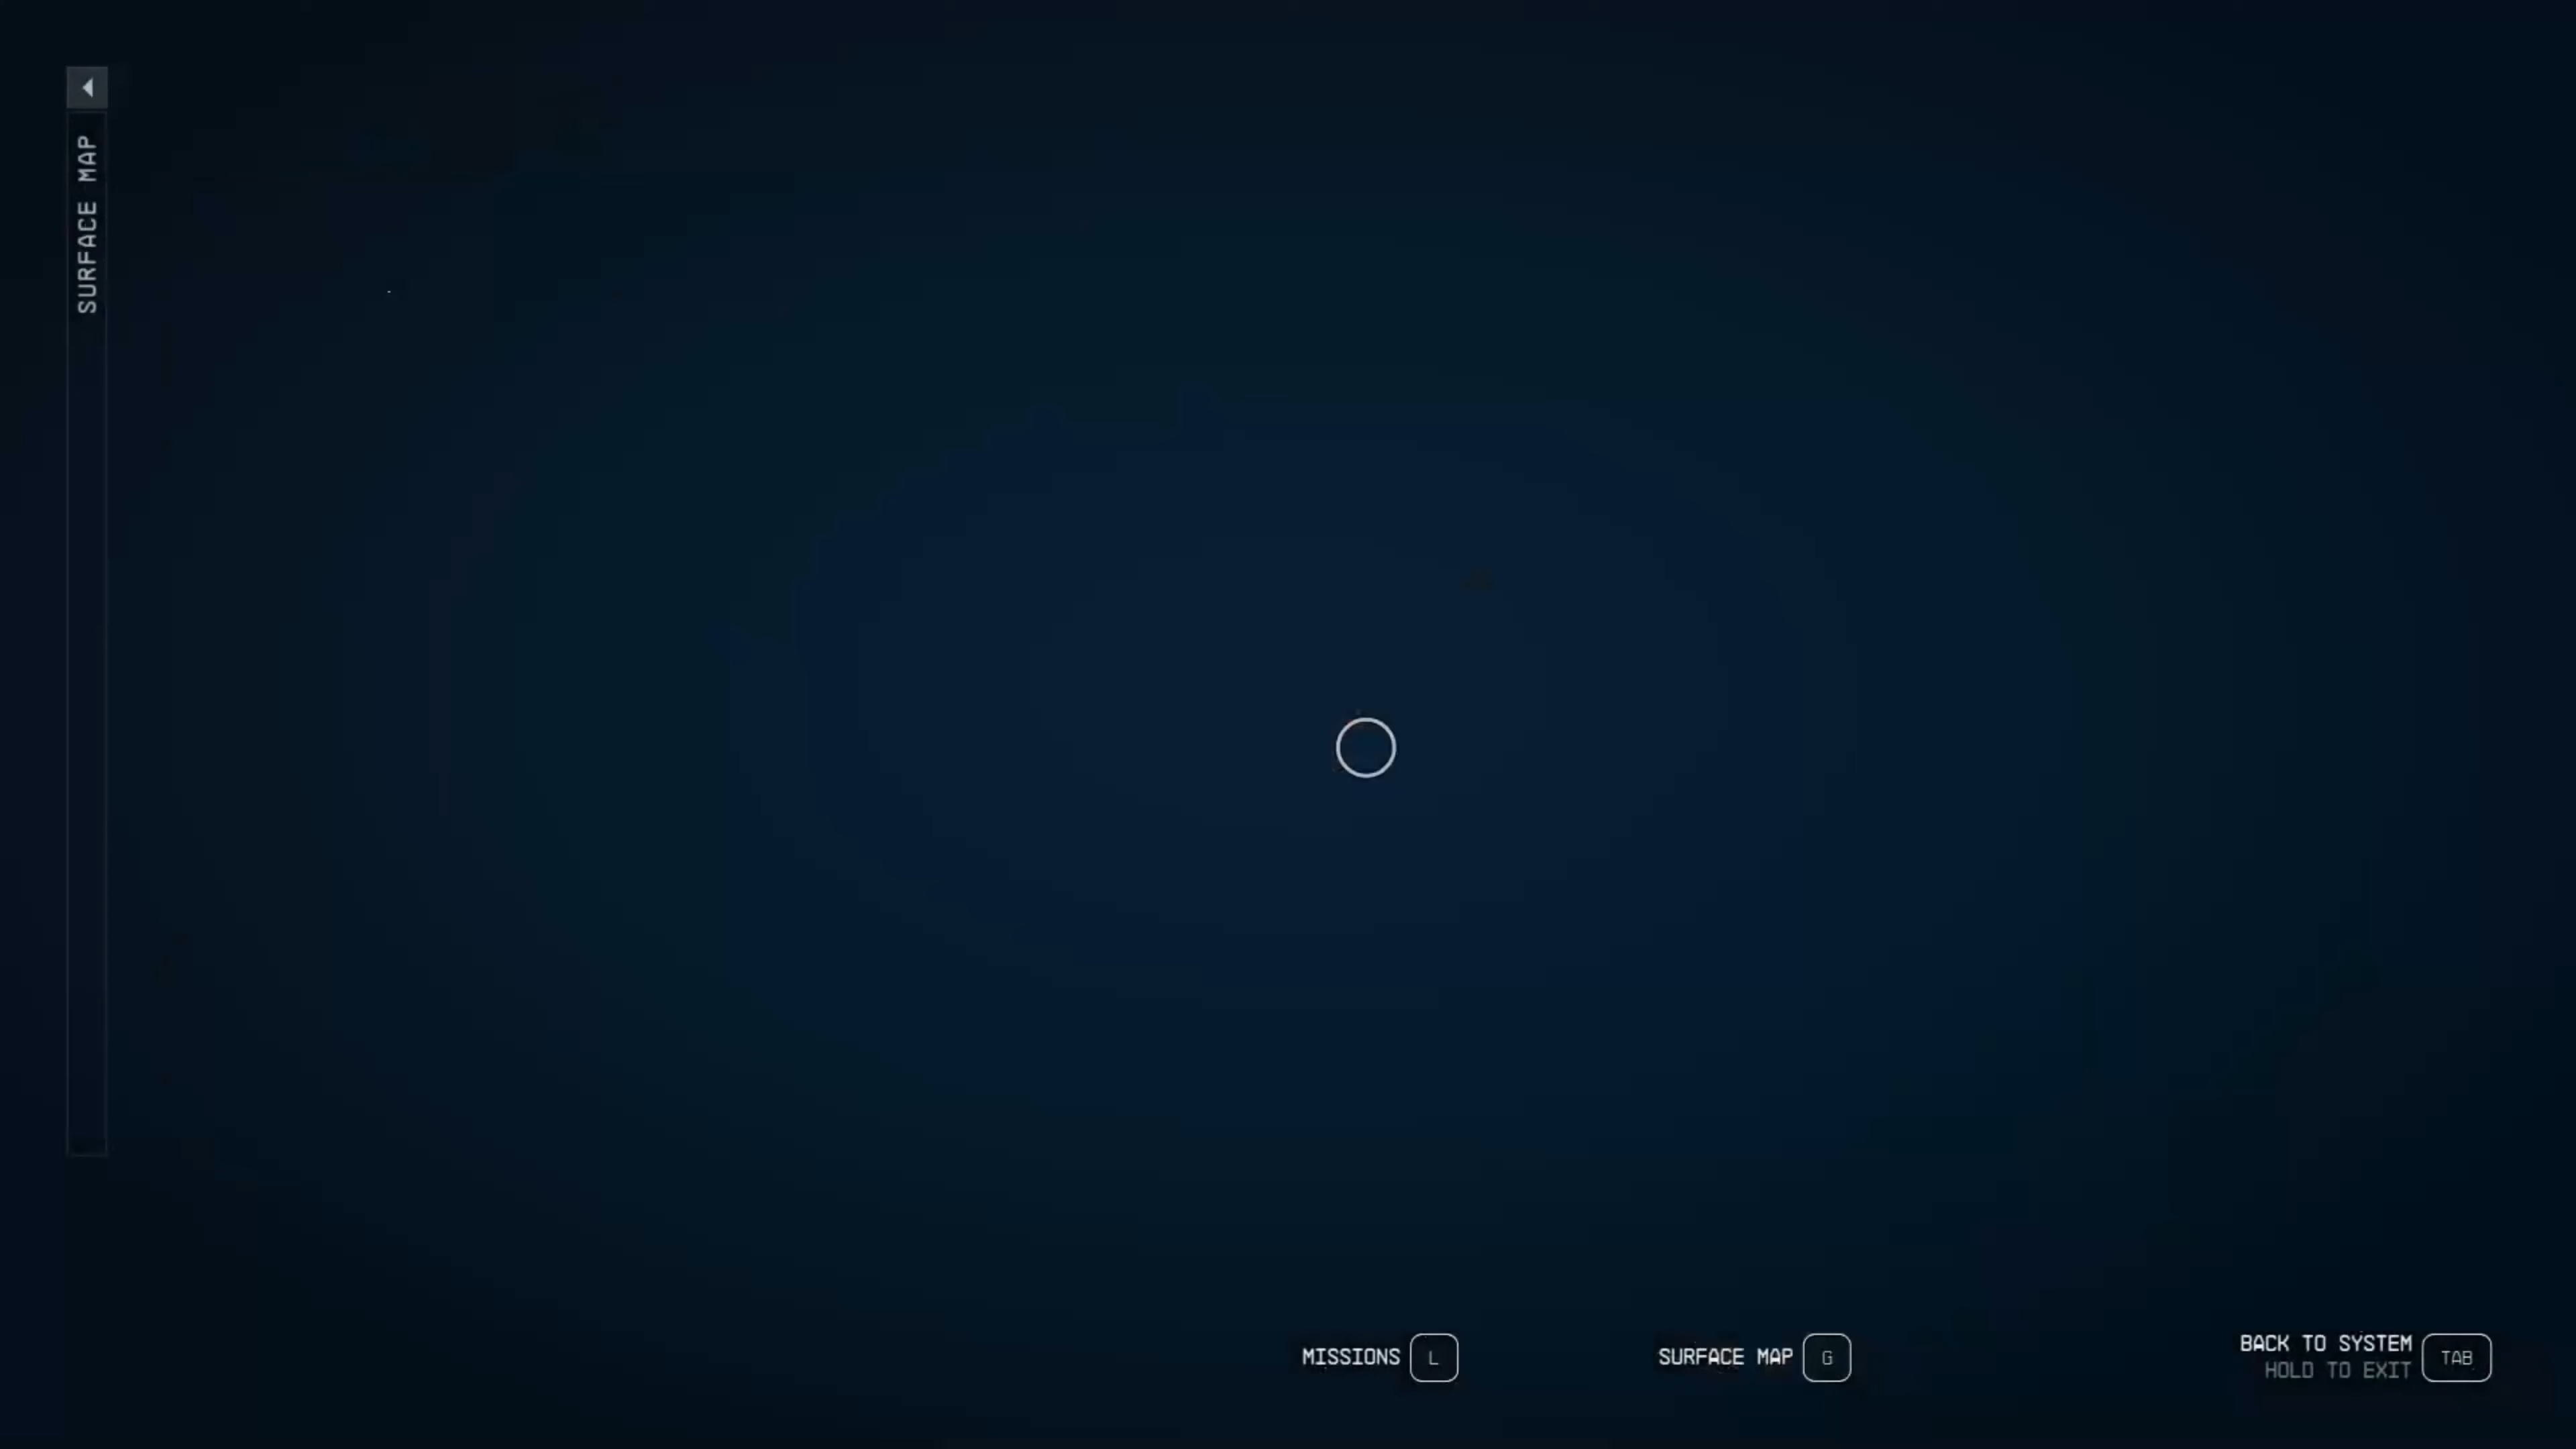 SURFACE MAP
MISSIONS L
SURFACE MAP G
BACK TO SYSTEM
HOLD TO EXIT
TAB